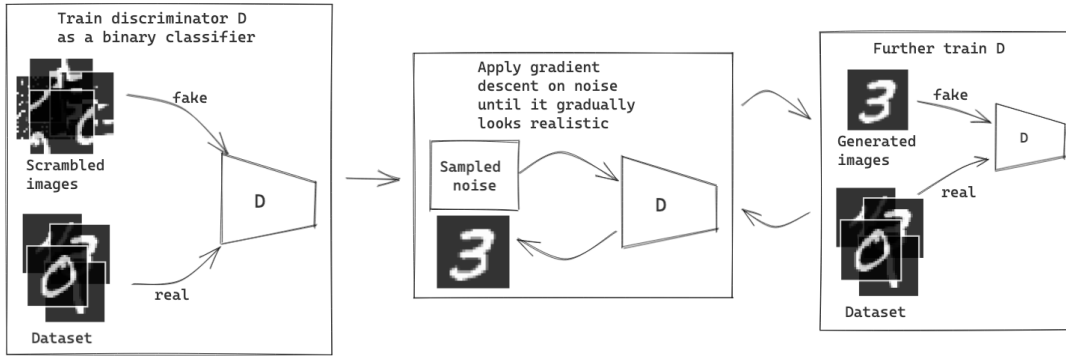 Train discriminator D
as a binary classifier
fake
Scrambled
images
D
real
Dataset
Apply gradient
descent on noise
until it gradually
looks realistic
Sampled
noise
D
Further train D
fake
D
Generated
images
real
Dataset